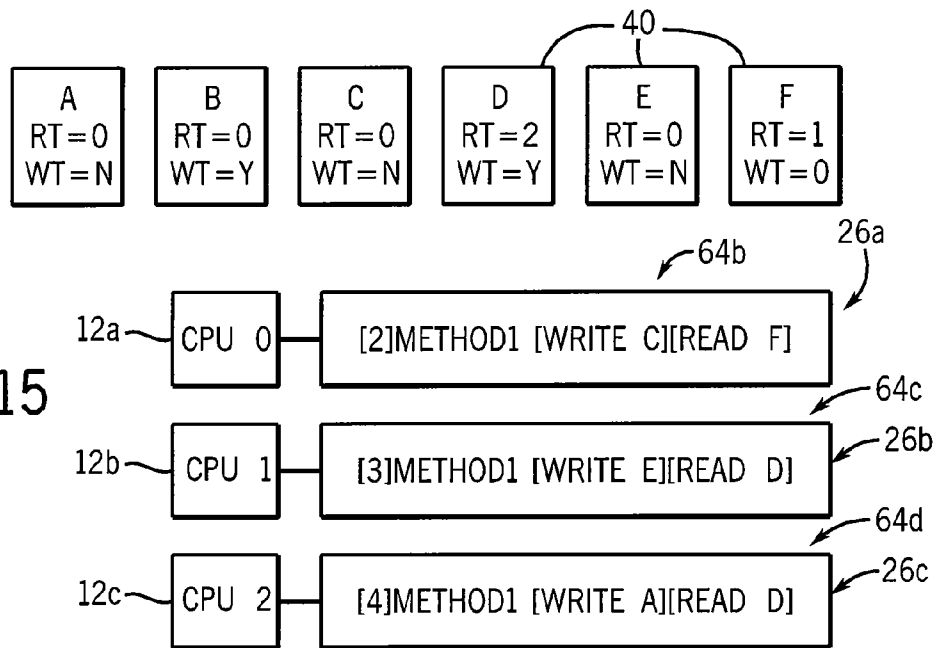 40
A B C D E F
RT=0 RT=0 RT=0 RT=2 RT=0 RT=1
WT=N WT=Y WT=N WT=Y WT=N WT=0
64b 26a
12a CPU 0 [2]METHOD1 [WRITE C][READ F]
15
64c
12b CPU 1 [3]METHOD1 [WRITE E][READ D] 26b
64d
12c CPU 2 [4]METHOD1 [WRITE A][READ D] 26c